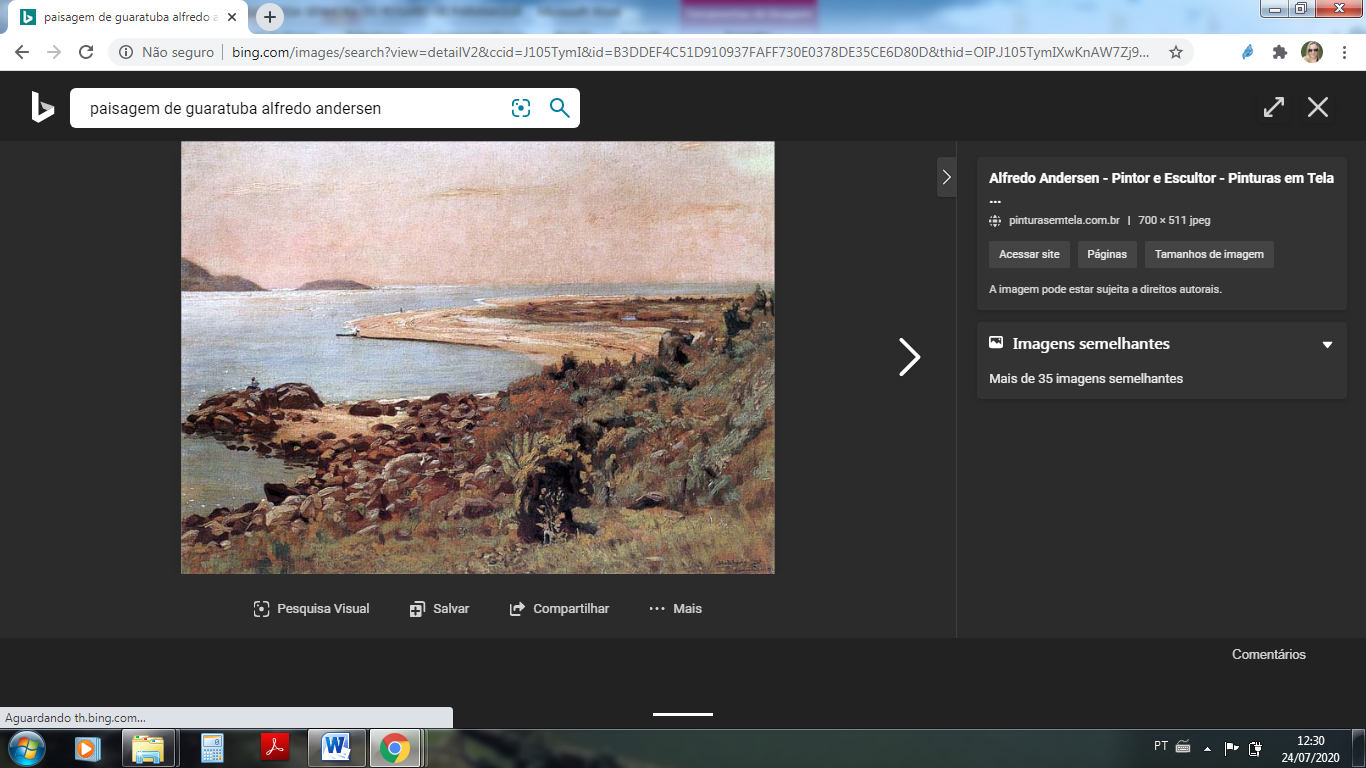 paisagem de guaratuba alfredo a
Não seguro
bing.com/images/search?view=detailV2&ccid=J105TymI&id=B3DDEF4C51D910937FAFF730E0378DE35CE6D80D&thid=OIP.J105TymIXwKnAW7Zj9...
paisagem de guaratuba alfredo andersen
Alfredo Andersen - Pintor e Escultor - Pinturas em Tela
...
pinturasemtela.com.br | 700 × 511 jpeg
Acessar site Páginas Tamanhos de imagem
A imagem pode estar sujeita a direitos autorais.
Imagens semelhantes
Mais de 35 imagens semelhantes
Pesquisa Visual Salvar Compartilhar Mais
Comentários
Aguardando th.bing.com...
PT
12:30
24/07/2020